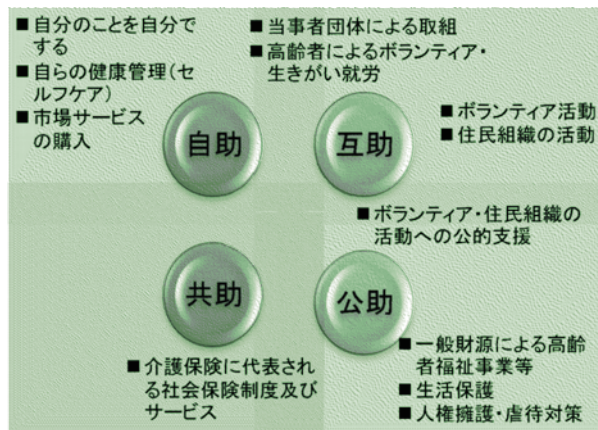 ■自分のことを自分で
する
■自らの健康管理(セ
ルフケア)
■市場サービス
の購入
自助
■当事者団体による取組
■高齢者によるボランティア・
生きがい就労
互助
■ボランティア活動
■住民組織の活動
■ボランティア・住民組織の
活動への公的支援
共助
■介護保険に代表され
る社会保険制度及び
サービス
公助
■一般財源による高齢
者福祉事業等
■生活保護
■人権擁護・虐待対策